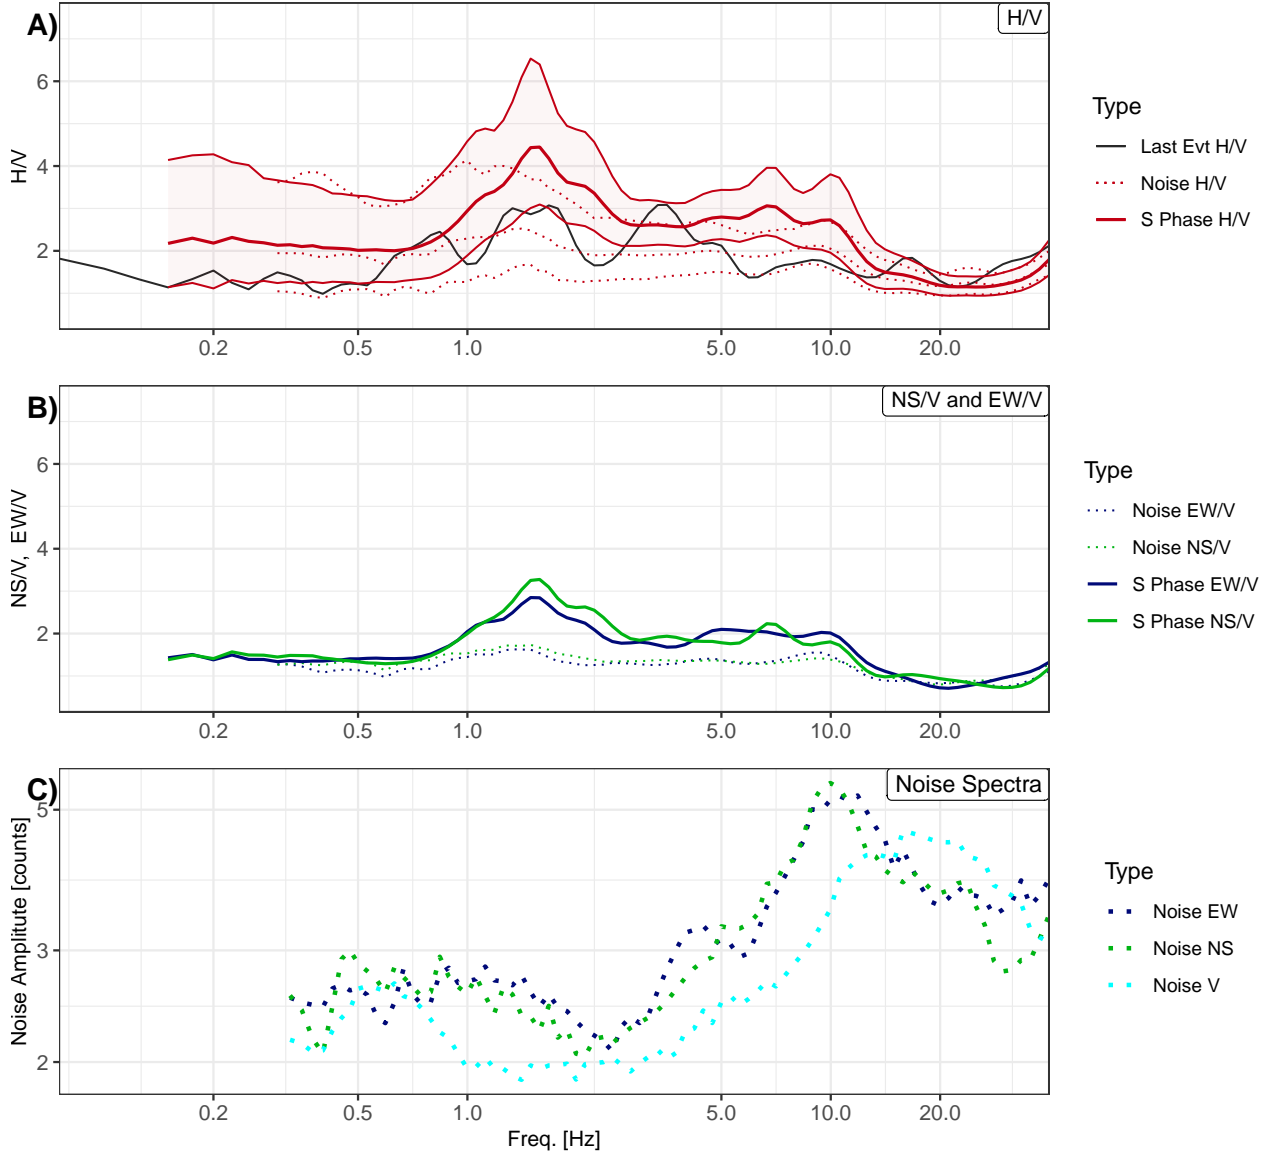 A)
H/V
H/V
6
4
2
0.2 0.5 1.0 5.0 10.0 20.0
Type
Last Evt H/V
Noise H/V
S Phase H/V
B)
NS/V and EW/V
NS/V, EW/V
6
4
2
0.2 0.5 1.0 5.0 10.0 20.0
Type
Noise EW/V
Noise NS/V
S Phase EW/V
S Phase NS/V
C)
Noise Spectra
Noise Amplitude [counts]
5
3
2
0.2 0.5 1.0 5.0 10.0 20.0
Freq. [Hz]
Type
Noise EW
Noise NS
Noise V